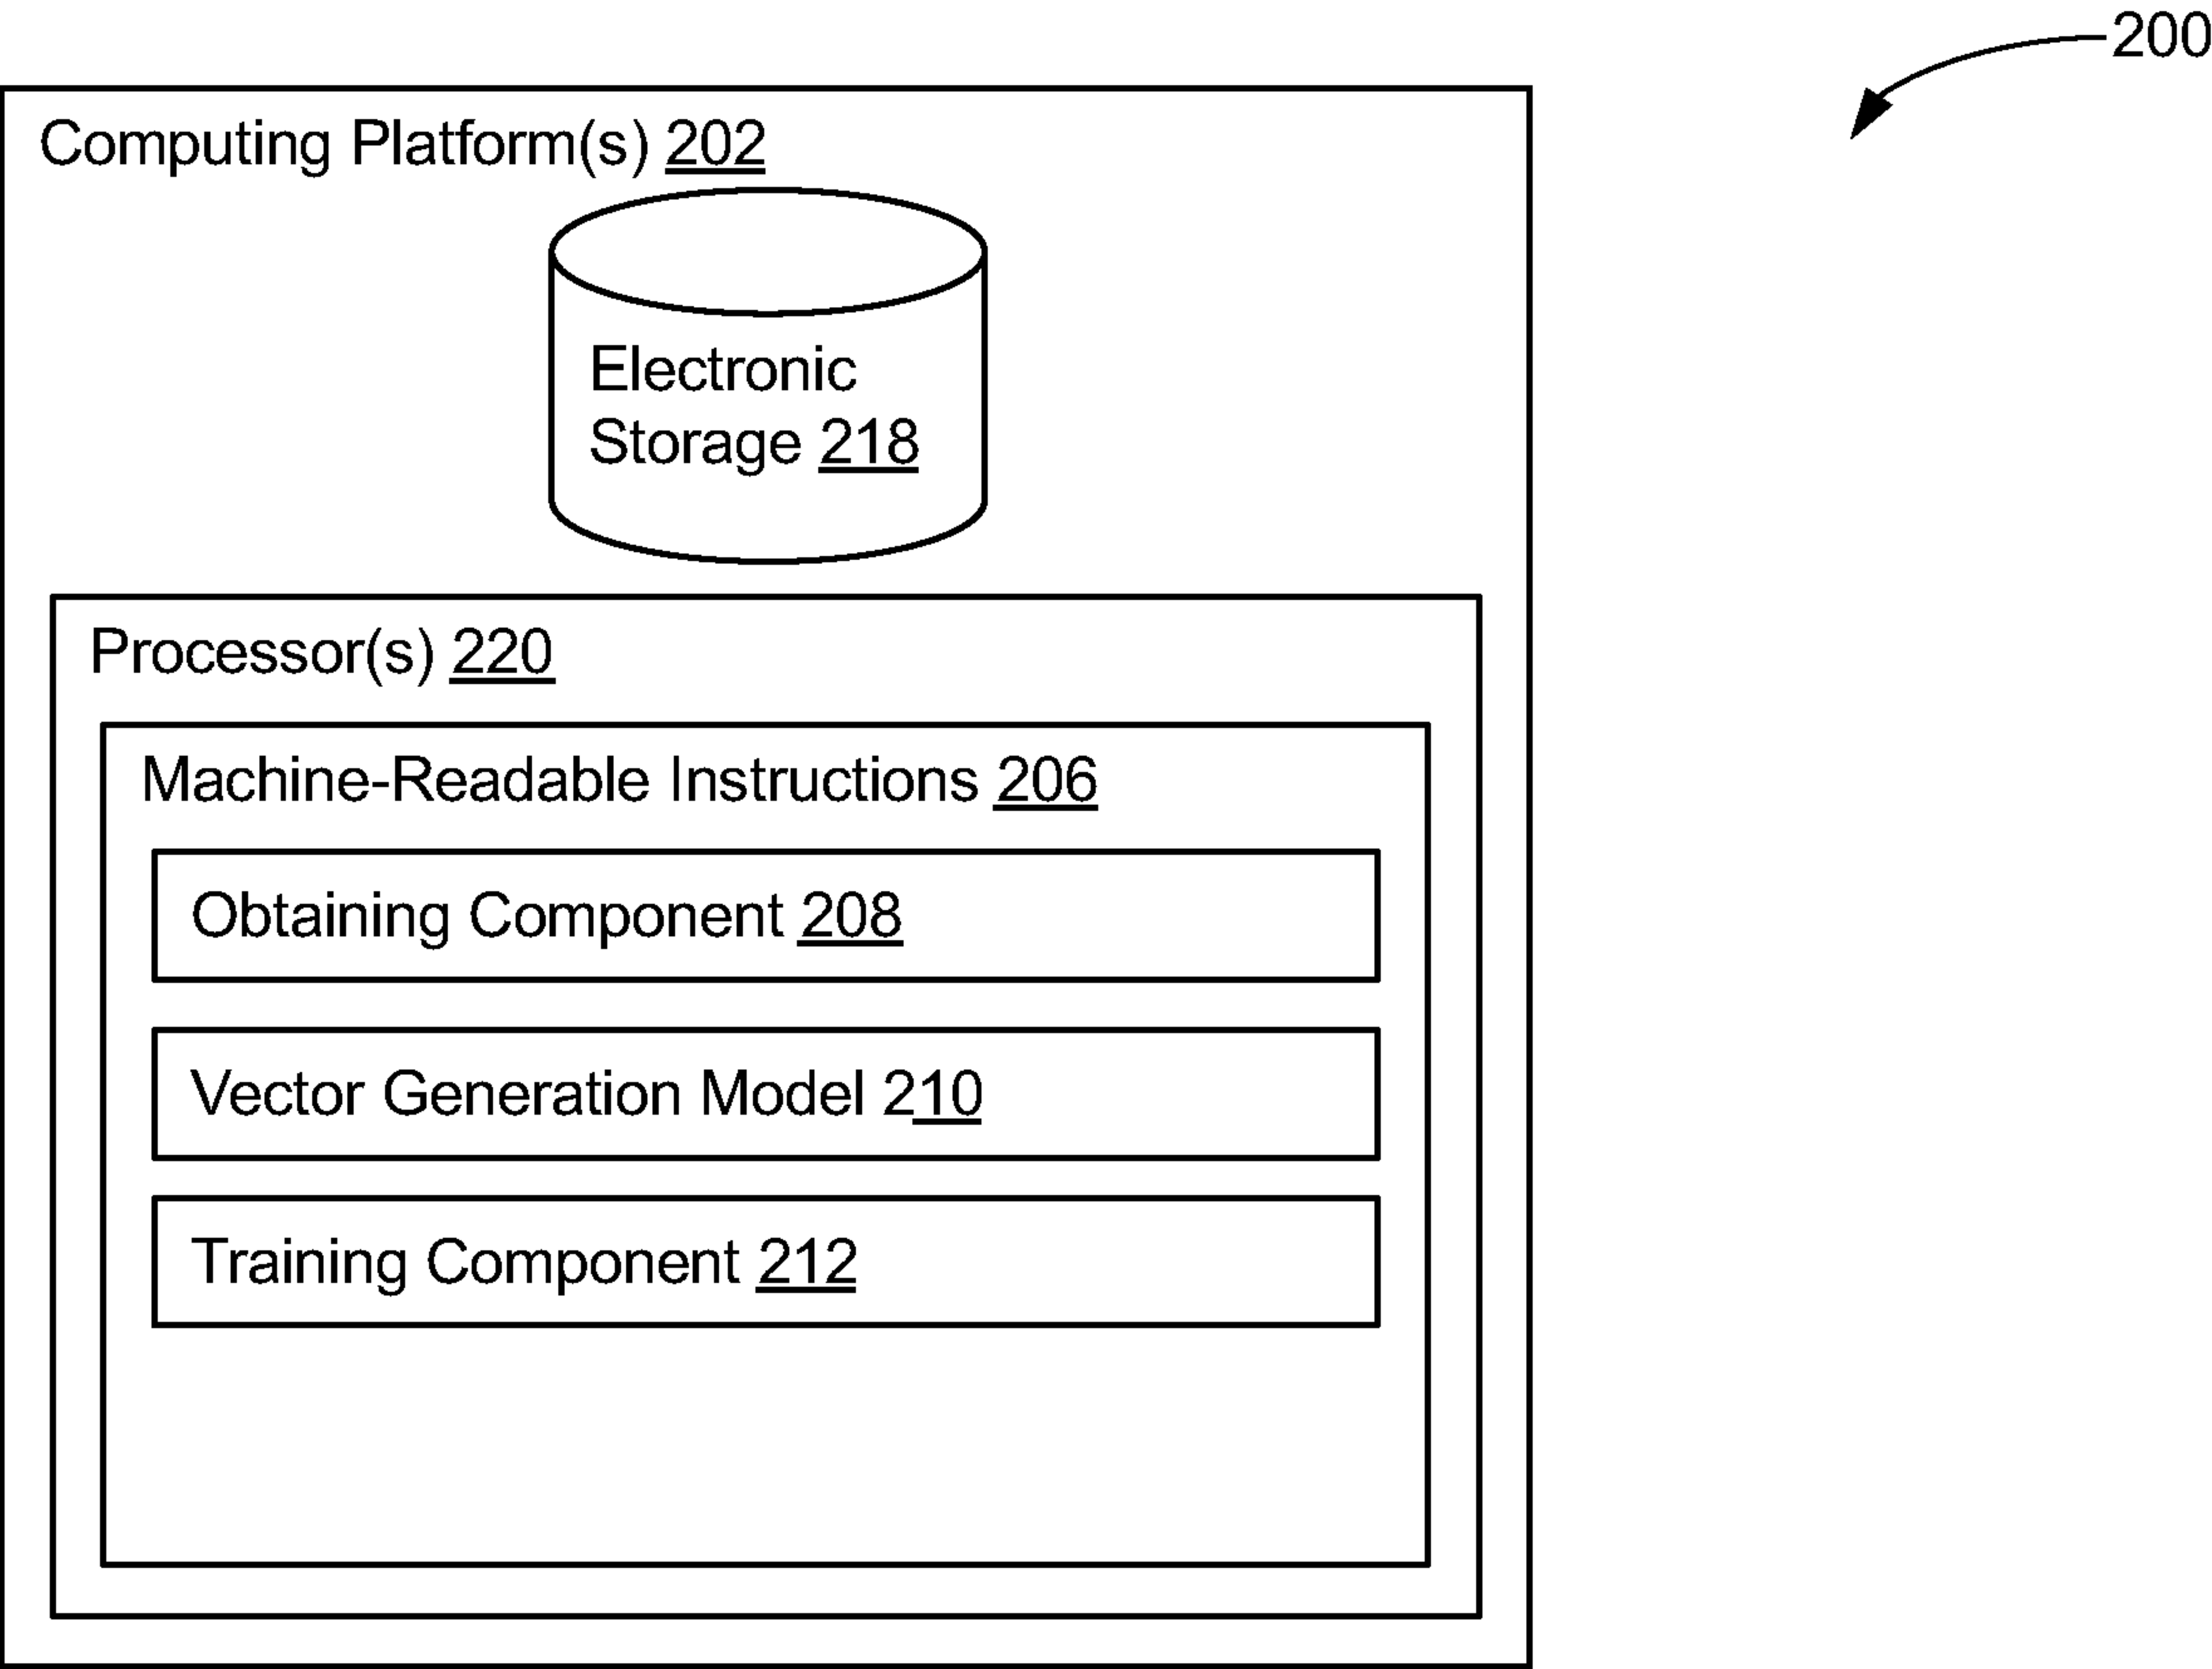 200
Computing Platform(s) 202
Electronic
Storage 218
Processor(s) 220
Machine-Readable Instructions 206
Obtaining Component 208
Vector Generation Model 210
Training Component 212